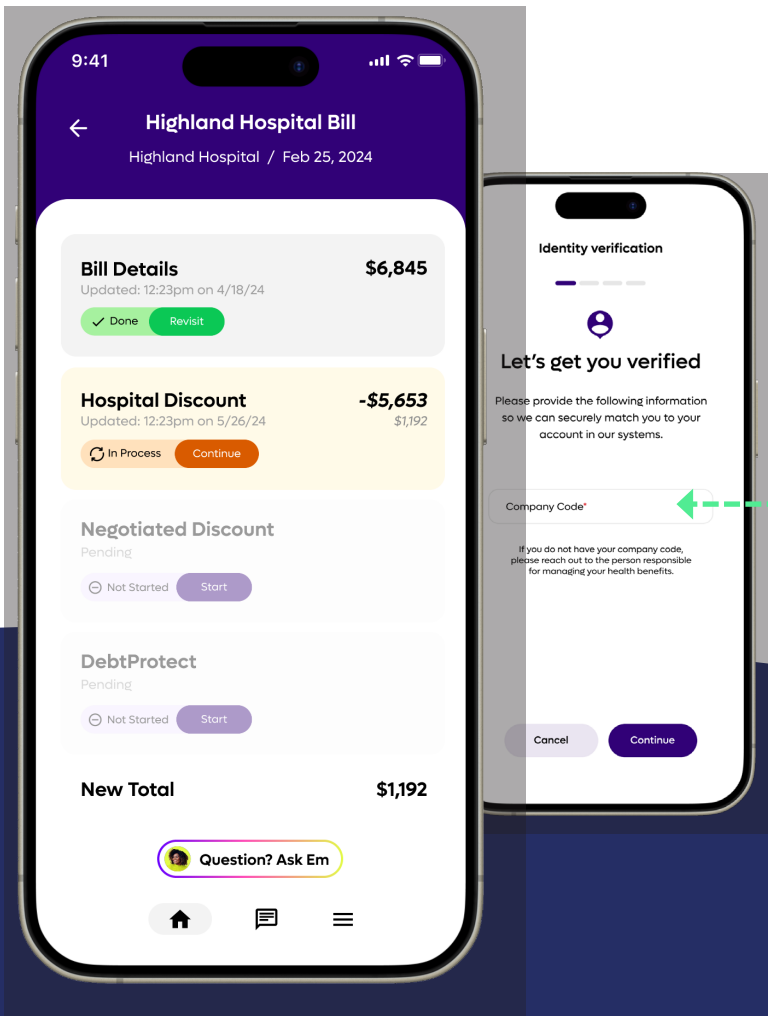 9:41
Highland Hospital Bill
Highland Hospital / Feb 25, 2024
Bill Details $6,845
Updated: 12:23pm on 4/18/24
Done Revisit
Hospital Discount -$5,653
Updated: 12:23pm on 5/26/24 $1,192
In Process Continue
Negotiated Discount
Pending
Not Started Start
DebtProtect
Pending
Not Started Start
New Total $1,192
Question? Ask Em
Identity verification
Let's get you verified
Please provide the following information
so we can securely match you to your
account in our systems.
Company Code*
If you do not have your company code,
please reach out to the person responsible
for managing your health benefits.
Cancel Continue